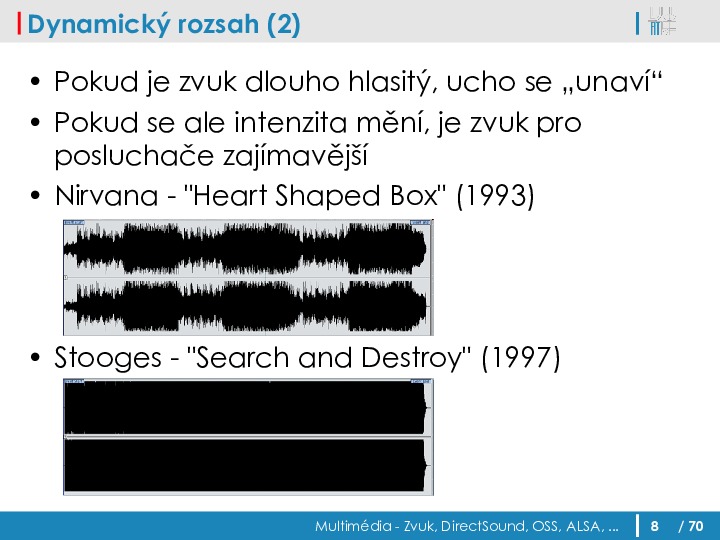 Dynamický rozsah (2)
• Pokud je zvuk dlouho hlasitý, ucho se „unaví“
• Pokud se ale intenzita mění, je zvuk pro
posluchače zajímavější
• Nirvana - "Heart Shaped Box" (1993)
• Stooges - "Search and Destroy" (1997)
Multimédia - Zvuk, DirectSound, OSS, ALSA, ... 8 / 70